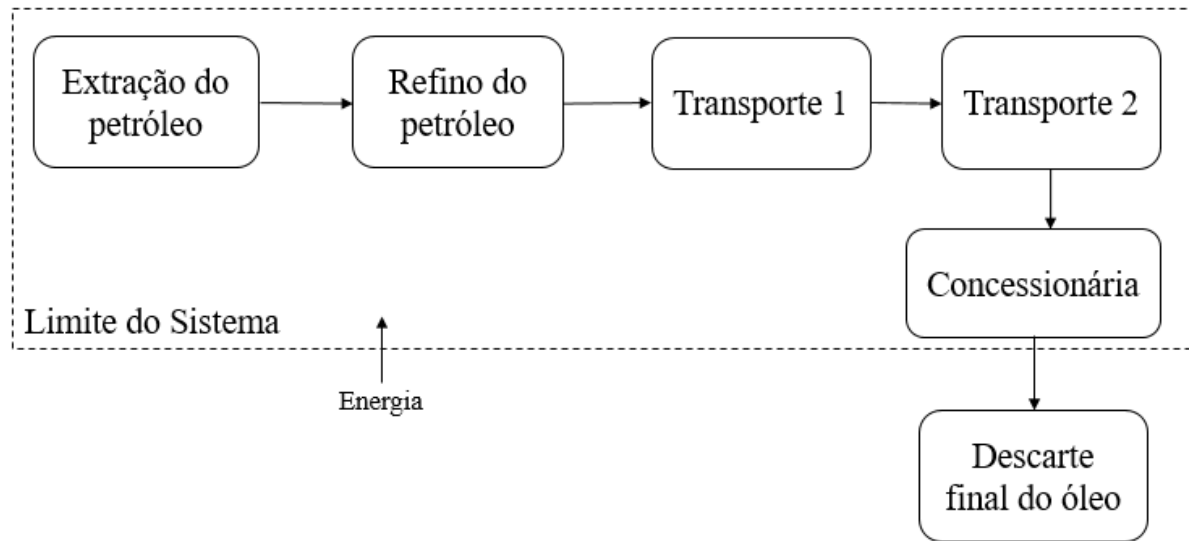 Extração do
petróleo
Refino do
petróleo
Transporte 1
Transporte 2
Concessionária
Limite do Sistema
Energia
Descarte
final do óleo